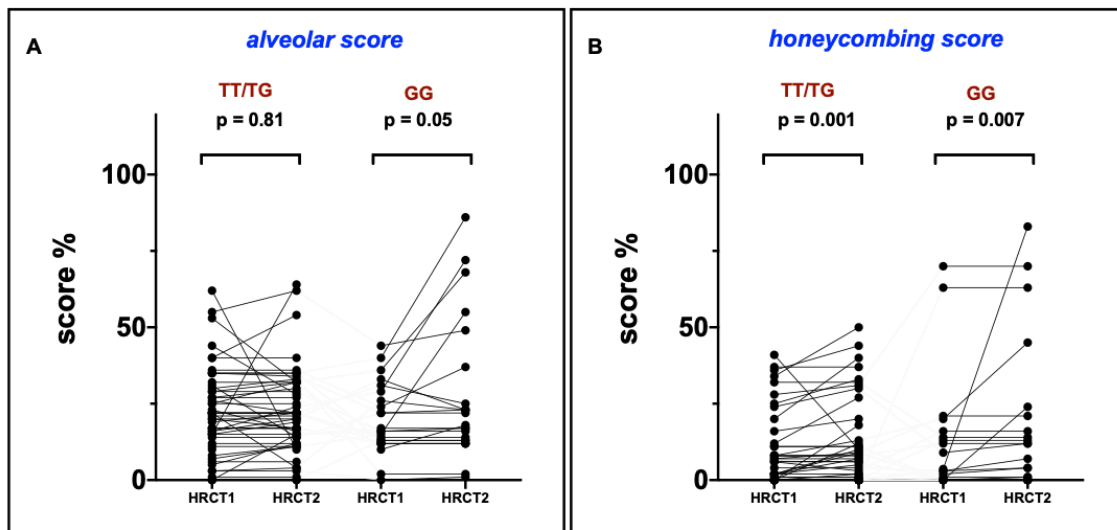 A
alveolar score
TT/TG
GG
p = 0.81
p = 0.05
100
50
0
score %
HRCT1
HRCT2
HRCT1
HRCT2
B
honeycombing score
TT/TG
GG
p = 0.001
p = 0.007
100
50
0
score %
HRCT1
HRCT2
HRCT1
HRCT2